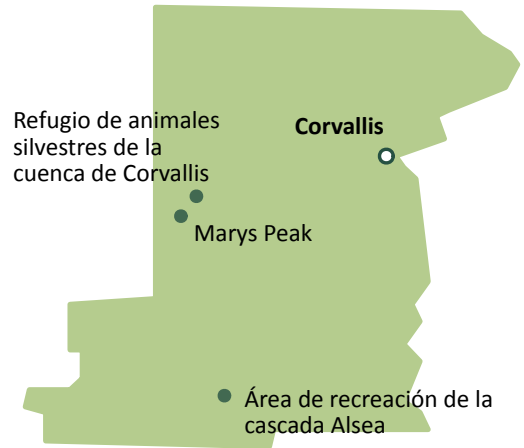 Refugio de animales
silvestres de la
cuenca de Corvallis
Corvallis
Marys Peak
Área de recreación de la
cascada Alsea